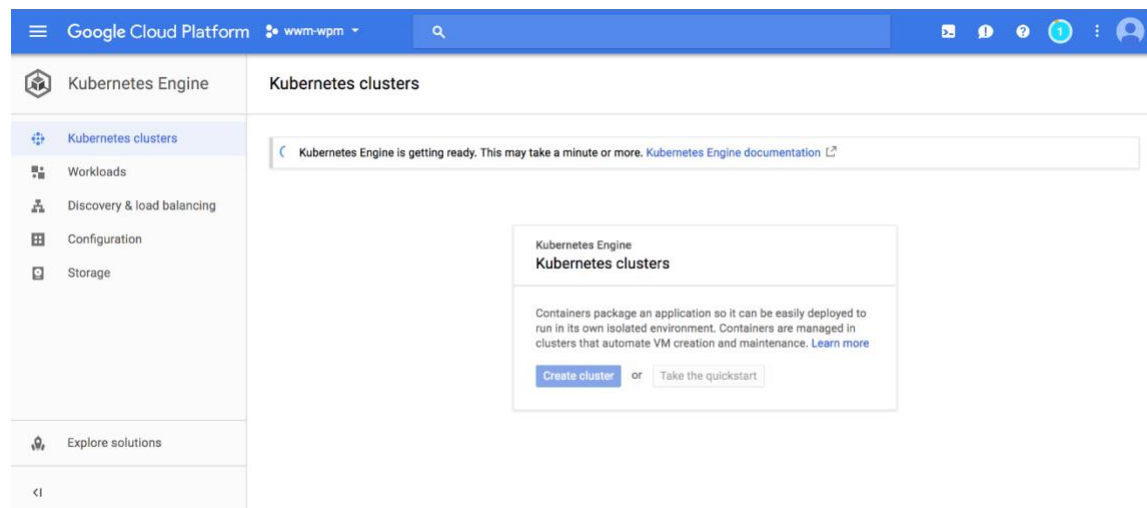 Google Cloud Platform wwm-wpm 1
Kubernetes Engine
Kubernetes clusters
Kubernetes clusters
Workloads
Discovery & load balancing
Configuration
Storage
Explore solutions
Kubernetes Engine is getting ready. This may take a minute or more. Kubernetes Engine documentation
Kubernetes Engine
Kubernetes clusters
Containers package an application so it can be easily deployed to
run in its own isolated environment. Containers are managed in
clusters that automate VM creation and maintenance. Learn more
Create cluster or Take the quickstart